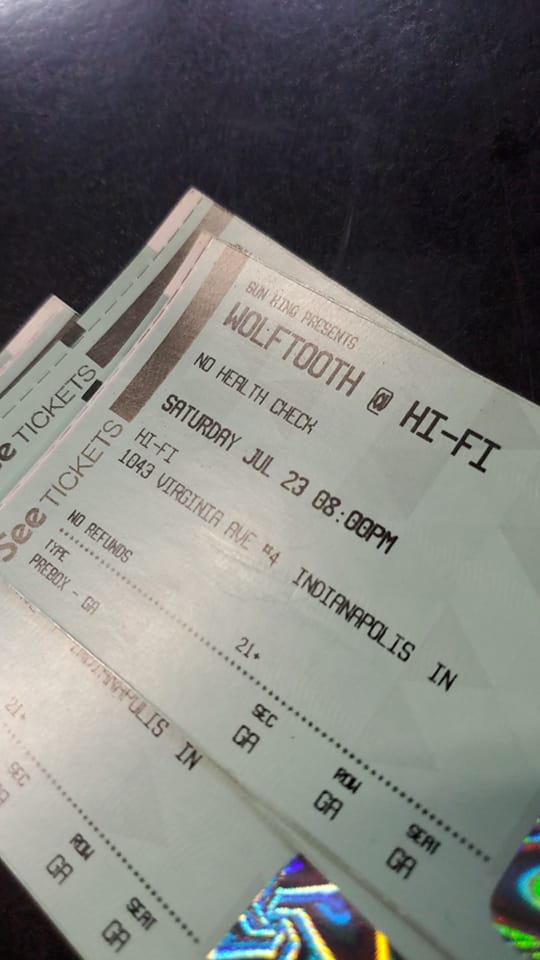 SUN KING PRESENTS
WOLFTOOTH @ HI-FI
NO HEALTH CHECK
SATURDAY JUL 23 08:00PM
HI-FI
1043 VIRGINIA AVE #4 INDIANAPOLIS IN
NO REFUNDS
21+
TYPE SEC ROW SEAT
PREBOX - GA GA GA GA
See TICKETS
ee TICKETS
INDIANAPOLIS IN
21+
SEC ROW SEAT
GA GA